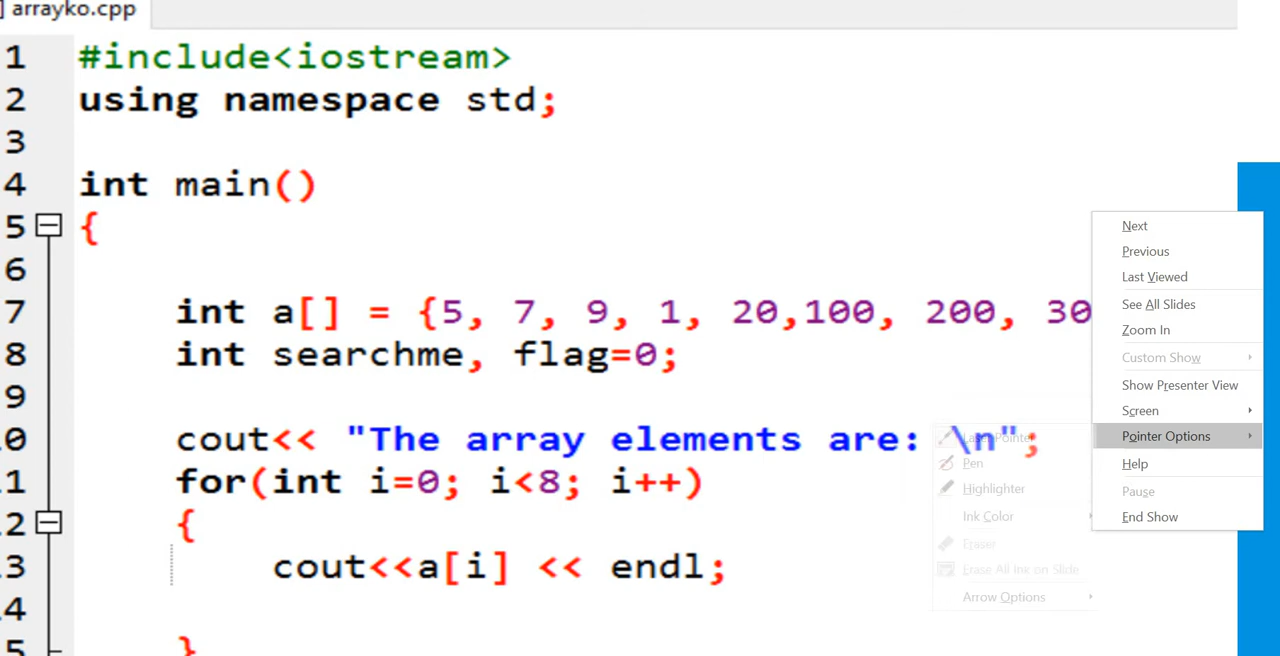 arrayko.cpp
1 #include<iostream>
2 using namespace std;
3
4 int main()
5 {
6
7 int a[] = {5, 7, 9, 1, 20,100, 200, 30
8 int searchme, flag=0;
9
0 cout<< "The array elements are: \n";
1 for(int i=0; i<8; i++)
2 {
3 cout<<a[i] << endl;
4
5 }
Next
Previous
Last Viewed
See All Slides
Zoom In
Custom Show
Show Presenter View
Screen
Pointer Options
Help
Pause
End Show
Laser Pointer
Pen
Highlighter
Ink Color
Eraser
Erase All Ink on Slide
Arrow Options